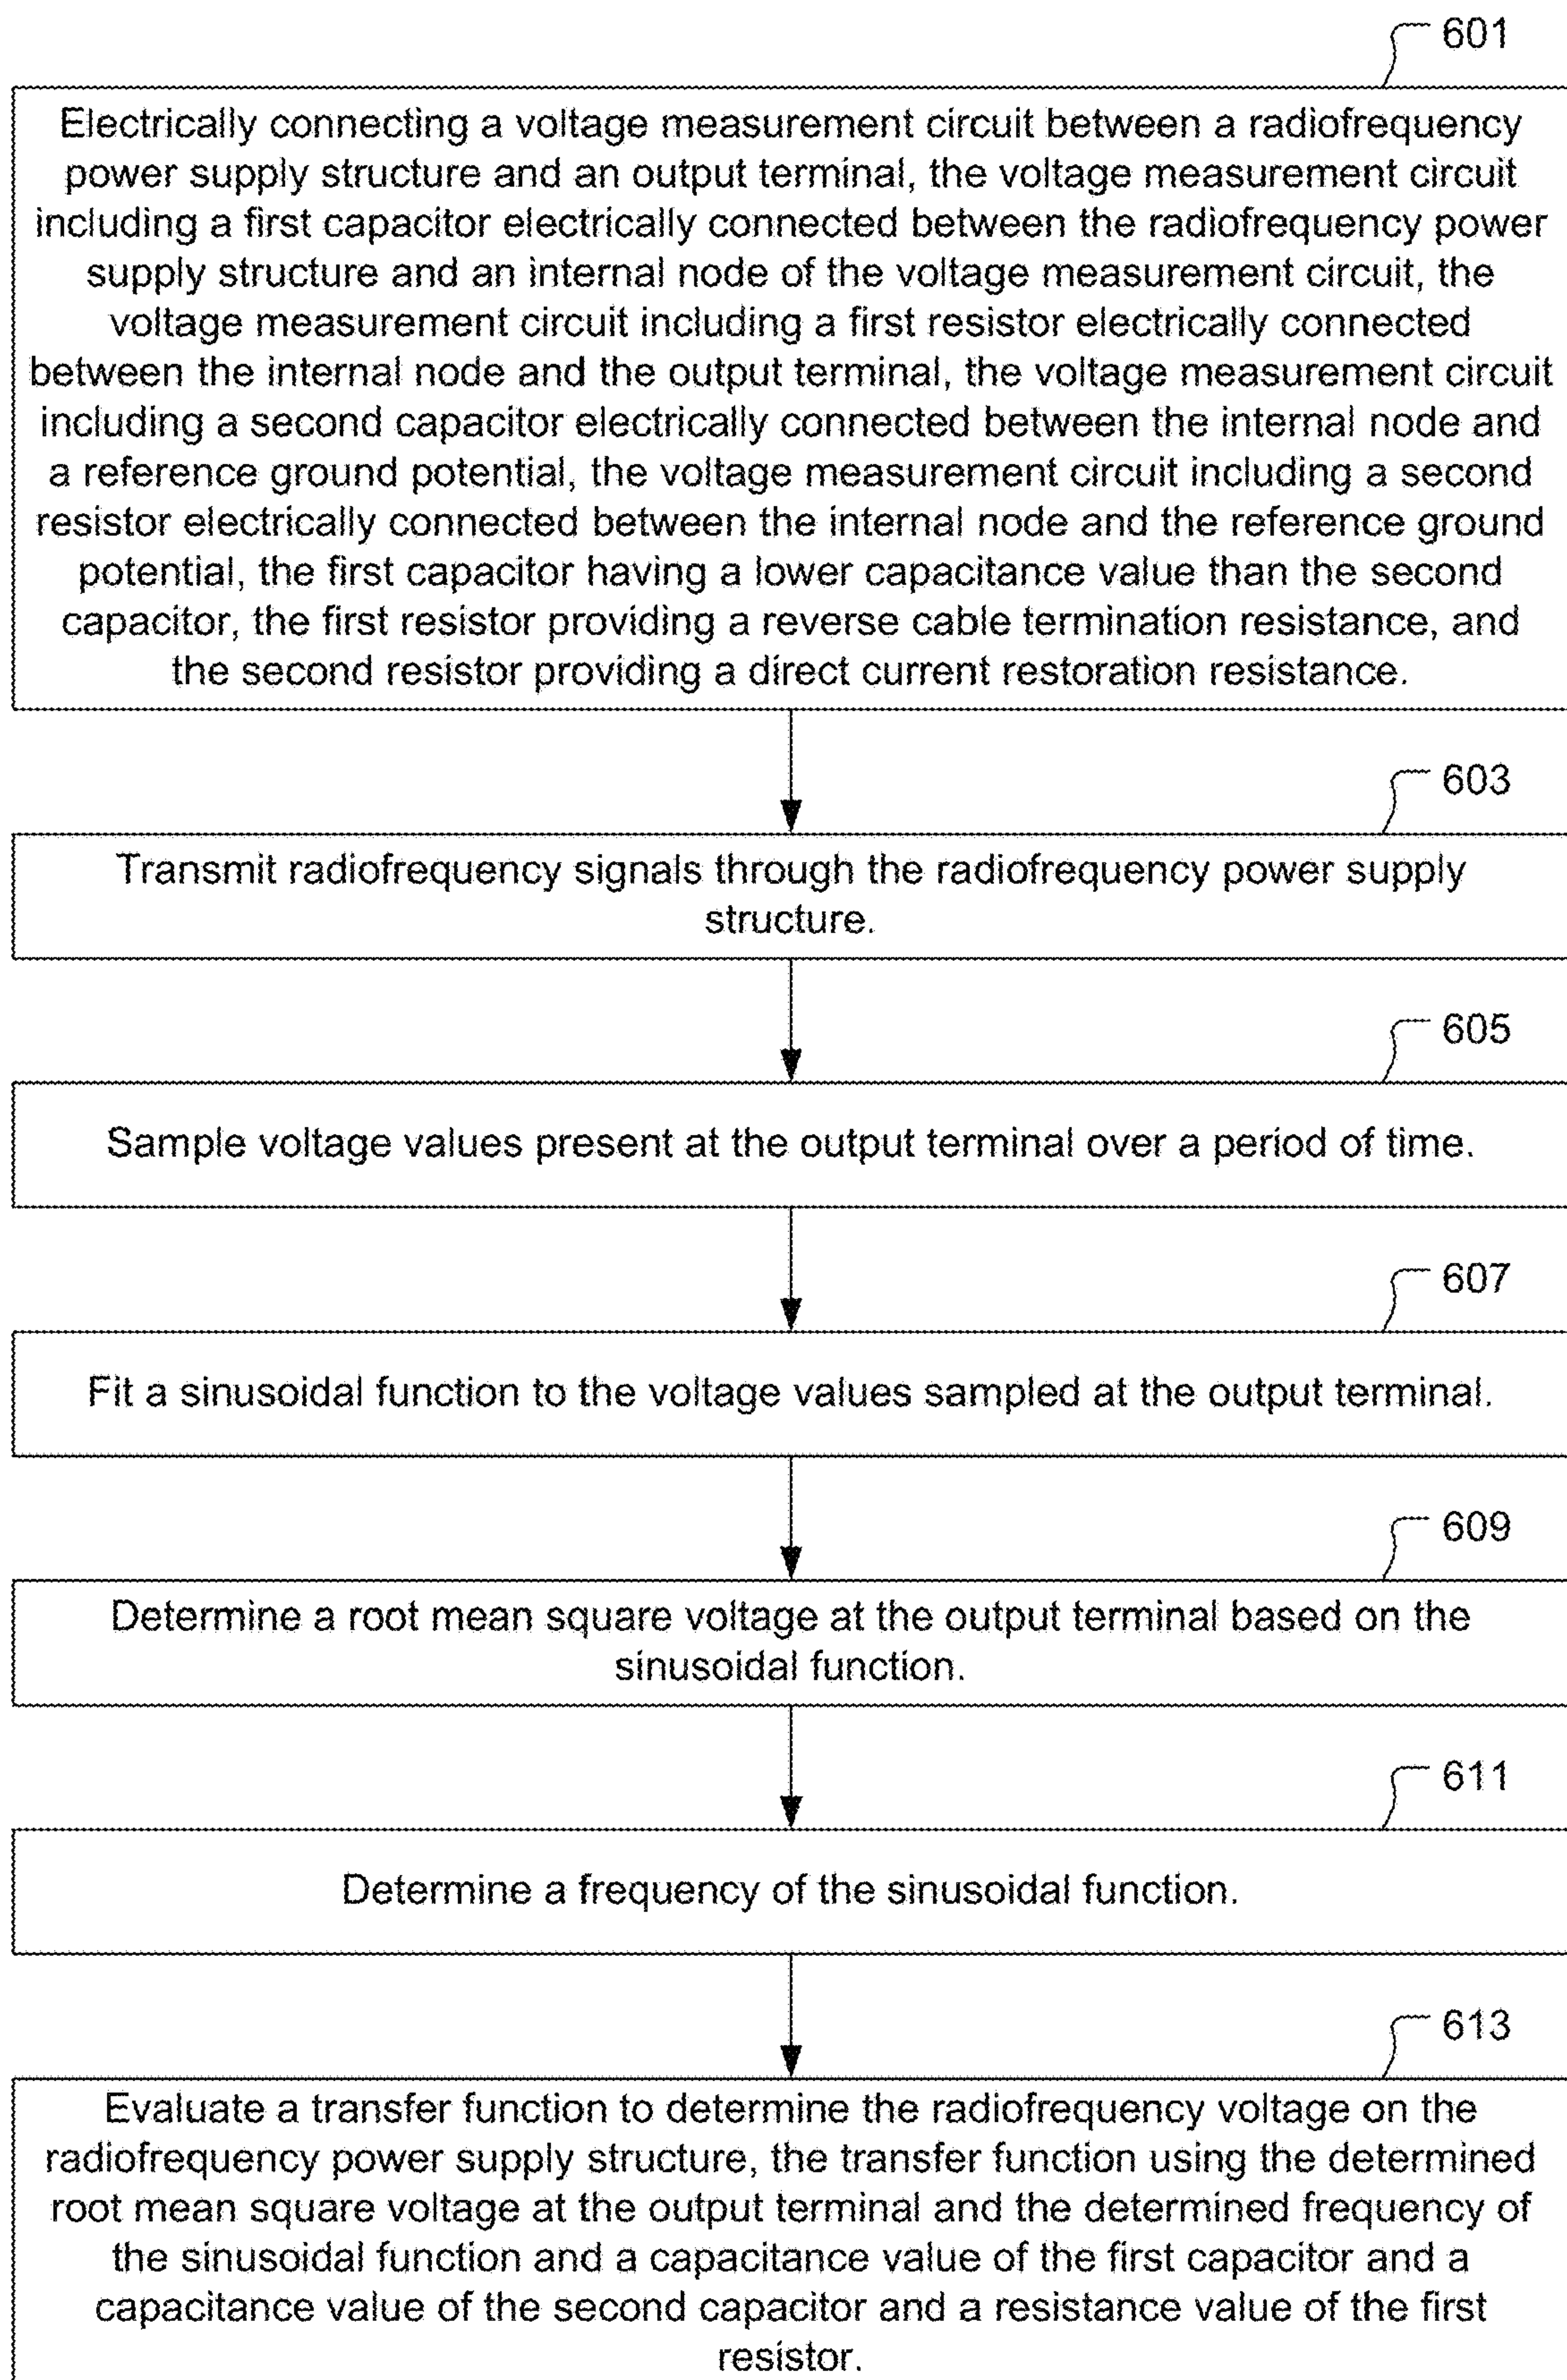 601
Electrically connecting a voltage measurement circuit between a radiofrequency
power supply structure and an output terminal, the voltage measurement circuit
including a first capacitor electrically connected between the radiofrequency power
supply structure and an internal node of the voltage measurement circuit, the
voltage measurement circuit including a first resistor electrically connected
between the internal node and the output terminal, the voltage measurement circuit
including a second capacitor electrically connected between the internal node and
a reference ground potential, the voltage measurement circuit including a second
resistor electrically connected between the internal node and the reference ground
potential, the first capacitor having a lower capacitance value than the second
capacitor, the first resistor providing a reverse cable termination resistance, and
the second resistor providing a direct current restoration resistance.
603
Transmit radiofrequency signals through the radiofrequency power supply
structure.
605
Sample voltage values present at the output terminal over a period of time.
607
Fit a sinusoidal function to the voltage values sampled at the output terminal.
609
Determine a root mean square voltage at the output terminal based on the
sinusoidal function.
611
Determine a frequency of the sinusoidal function.
613
Evaluate a transfer function to determine the radiofrequency voltage on the
radiofrequency power supply structure, the transfer function using the determined
root mean square voltage at the output terminal and the determined frequency of
the sinusoidal function and a capacitance value of the first capacitor and a
capacitance value of the second capacitor and a resistance value of the first
resistor.